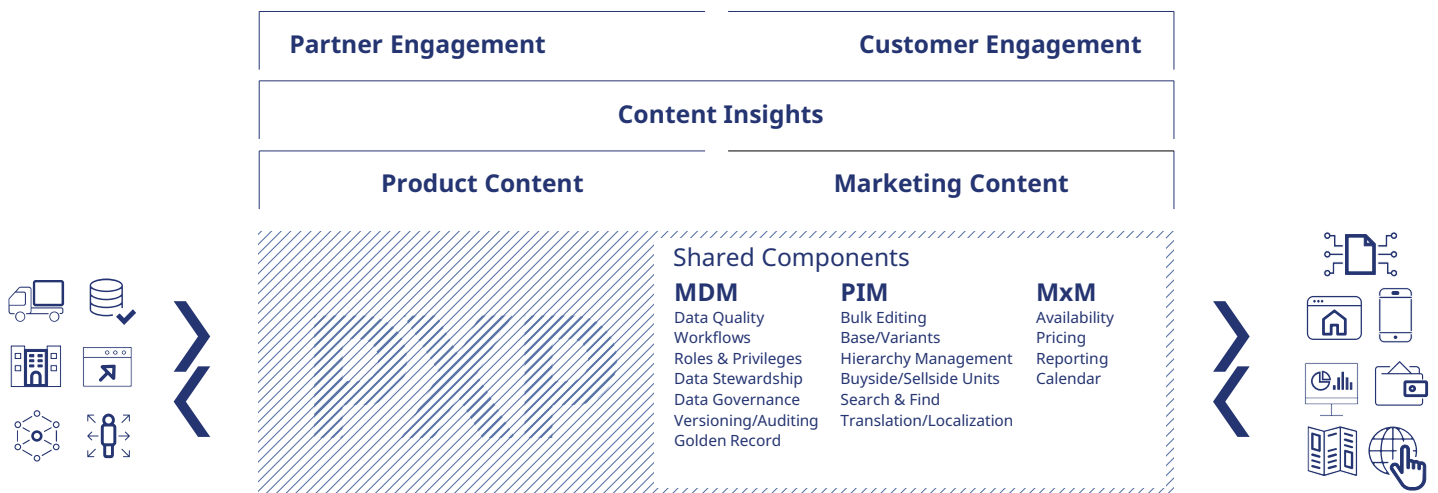 Partner Engagement
Customer Engagement
Content Insights
Product Content
Marketing Content
PXP
Shared Components
MDM
Data Quality
Workflows
Roles & Privileges
Data Stewardship
Data Governance
Versioning/Auditing
Golden Record
PIM
Bulk Editing
Base/Variants
Hierarchy Management
Buyside/Sellside Units
Search & Find
Translation/Localization
MxM
Availability
Pricing
Reporting
Calendar